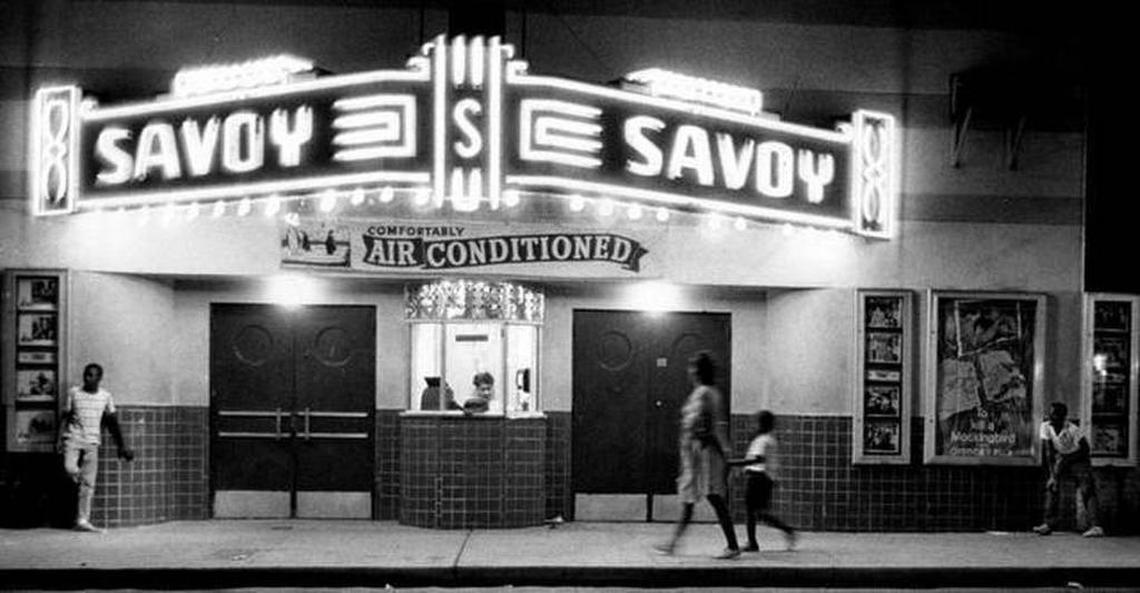 SAVOY
S
SAVOY
COMFORTABLY
AIR CONDITIONED
To
kill a
Mockingbird